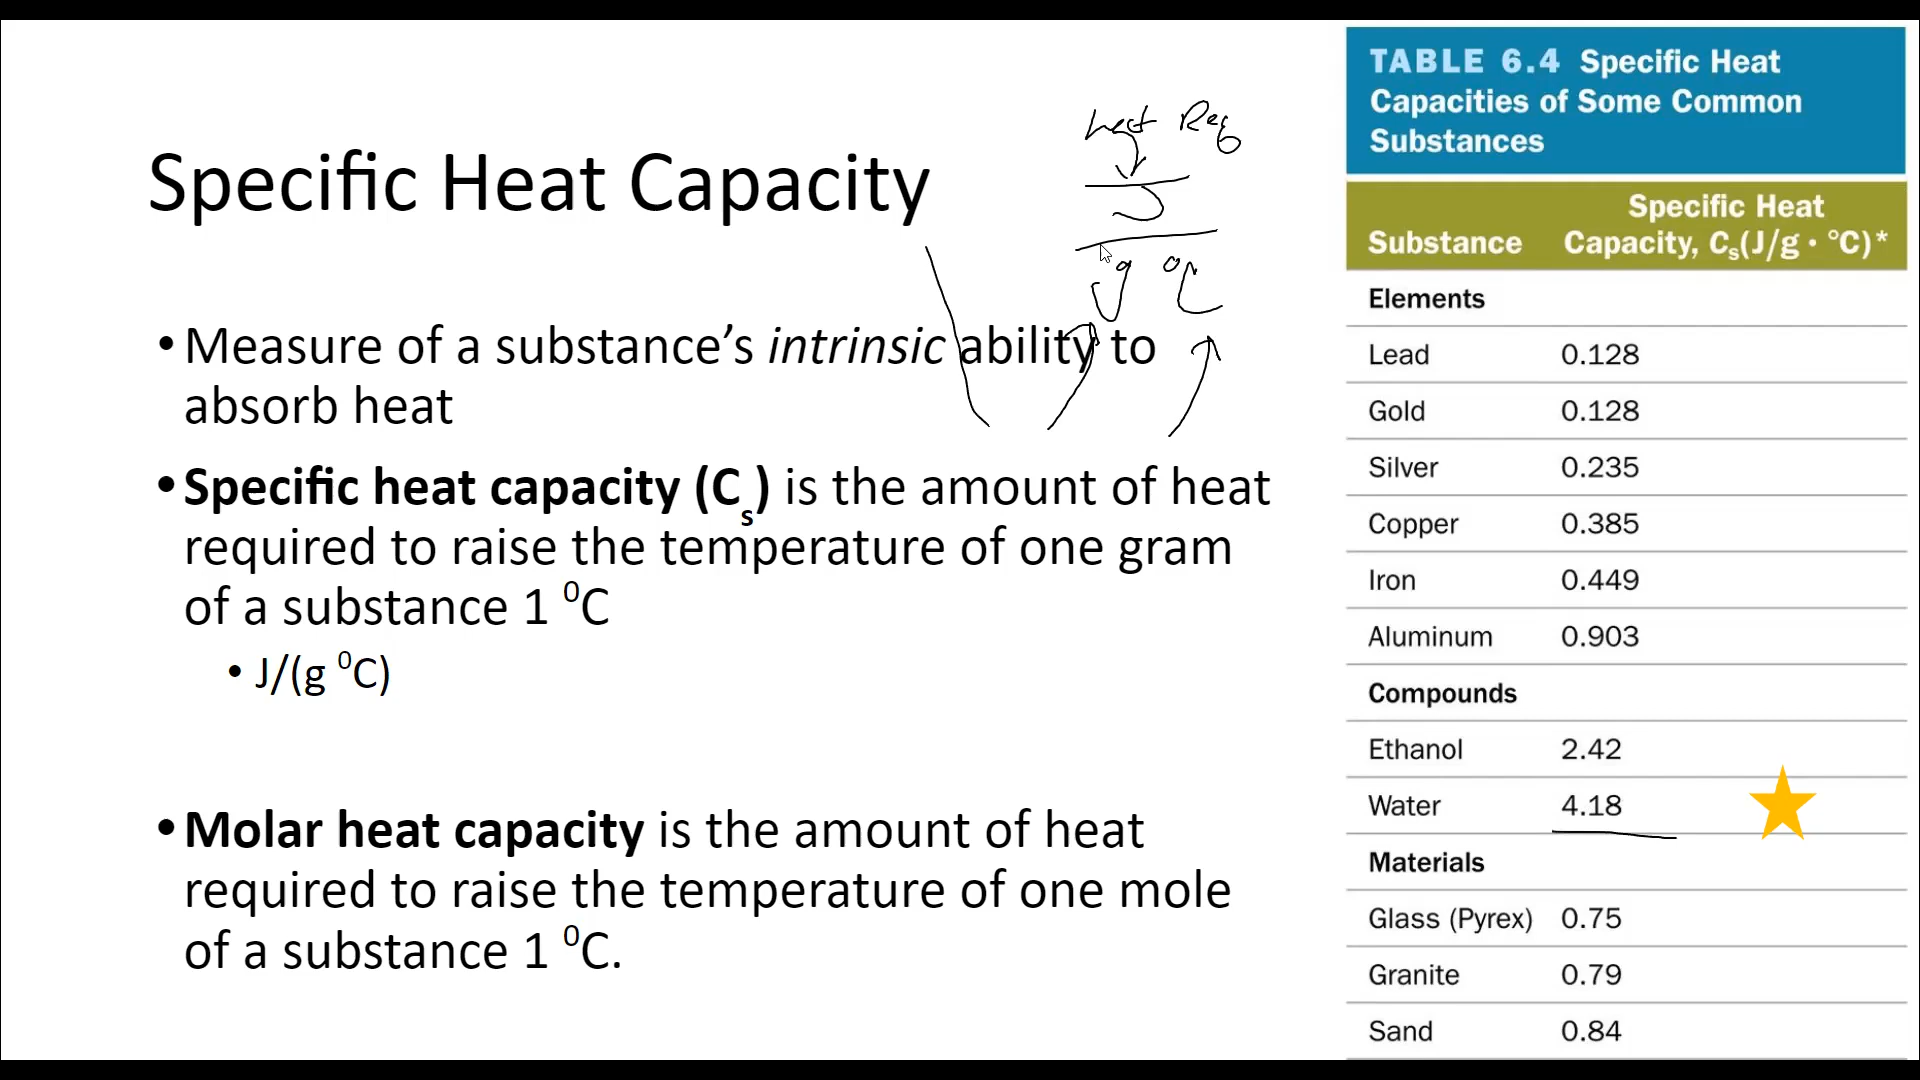 Specific Heat Capacity
• Measure of a substance’s intrinsic ability to
absorb heat
• Specific heat capacity (Cs) is the amount of heat
required to raise the temperature of one gram
of a substance 1 ⁰C
• J/(g ⁰C)
• Molar heat capacity is the amount of heat
required to raise the temperature of one mole
of a substance 1 ⁰C.
heat Req
J
g °C
TABLE 6.4 Specific Heat
Capacities of Some Common
Substances
Specific Heat
Substance Capacity, Cs(J/g · °C)*
Elements
Lead 0.128
Gold 0.128
Silver 0.235
Copper 0.385
Iron 0.449
Aluminum 0.903
Compounds
Ethanol 2.42
Water 4.18
Materials
Glass (Pyrex) 0.75
Granite 0.79
Sand 0.84